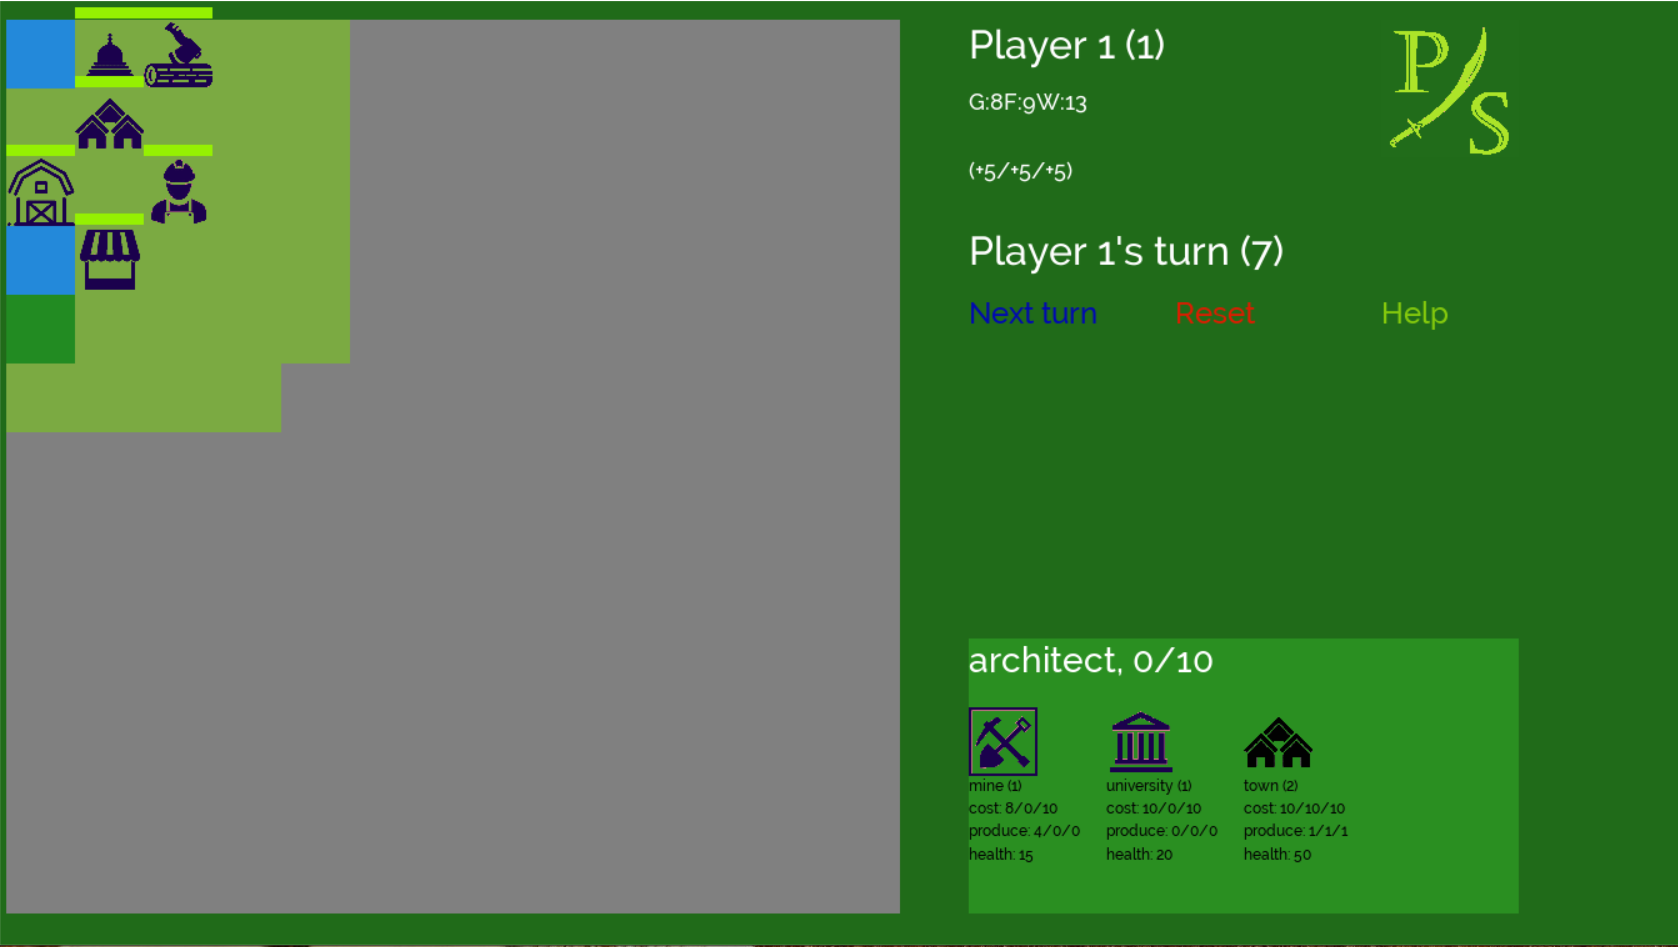 Player 1 (1)
P/S
G:8F:9W:13
(+5/+5/+5)
Player 1's turn (7)
Next turn Reset Help
architect, 0/10
mine (1) university (1) town (2)
cost: 8/0/10 cost: 10/0/10 cost: 10/10/10
produce: 4/0/0 produce: 0/0/0 produce: 1/1/1
health: 15 health: 20 health: 50